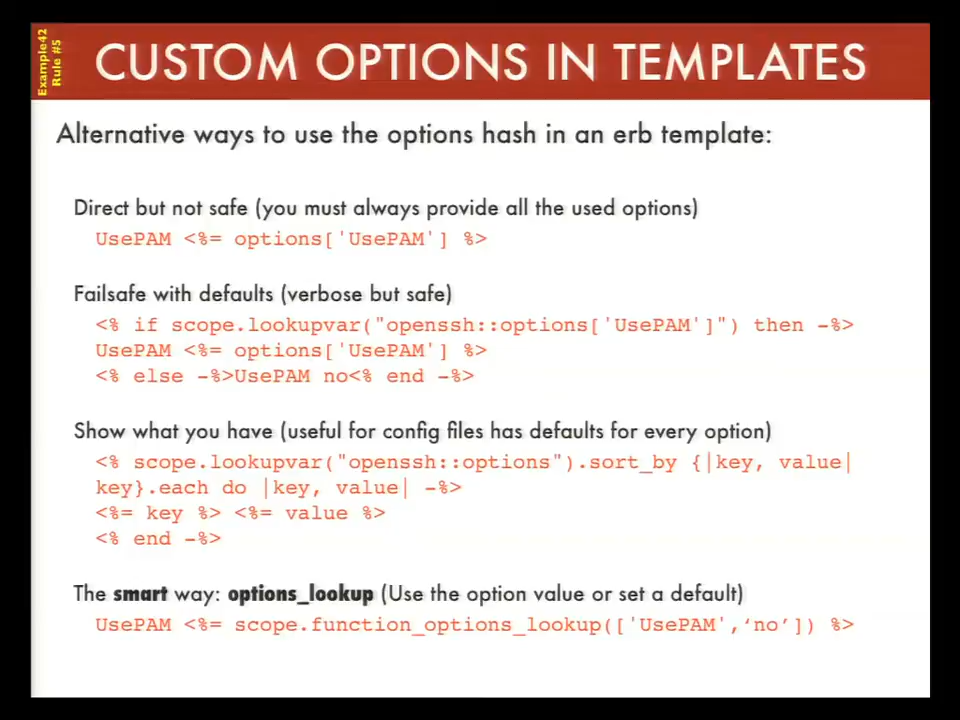 Example42
Rule #5
CUSTOM OPTIONS IN TEMPLATES
Alternative ways to use the options hash in an erb template:
Direct but not safe (you must always provide all the used options)
UsePAM <%= options['UsePAM'] %>
Failsafe with defaults (verbose but safe)
<% if scope.lookupvar("openssh::options['UsePAM']") then -%>
UsePAM <%= options['UsePAM'] %>
<% else -%>UsePAM no<% end -%>
Show what you have (useful for config files has defaults for every option)
<% scope.lookupvar("openssh::options").sort_by {|key, value|
key}.each do |key, value| -%>
<%= key %> <%= value %>
<% end -%>
The smart way: options_lookup (Use the option value or set a default)
UsePAM <%= scope.function_options_lookup(['UsePAM',‘no’]) %>